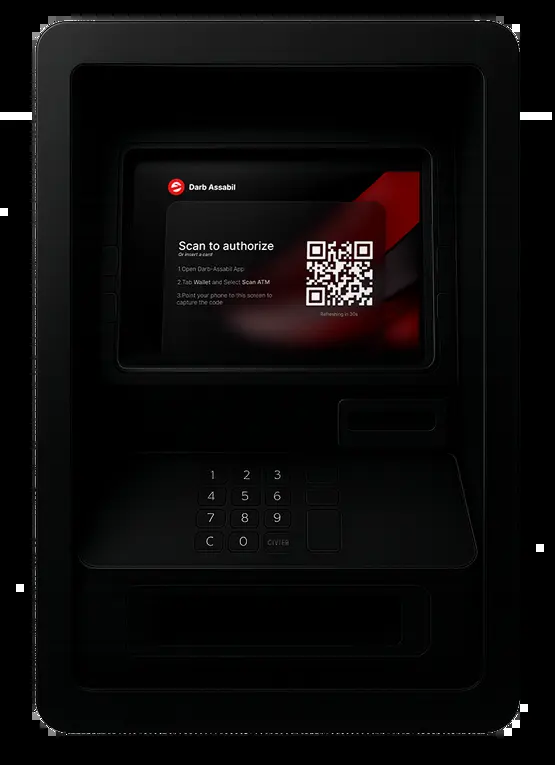 Darb Assabil
Scan to authorize
Or insert a card
1.Open Darb-Assabil App
2.Tab Wallet and Select Scan ATM
3.Point your phone to this screen to
capture the code
Refreshing in 30s
1 2 3
4 5 6
7 8 9
C 0